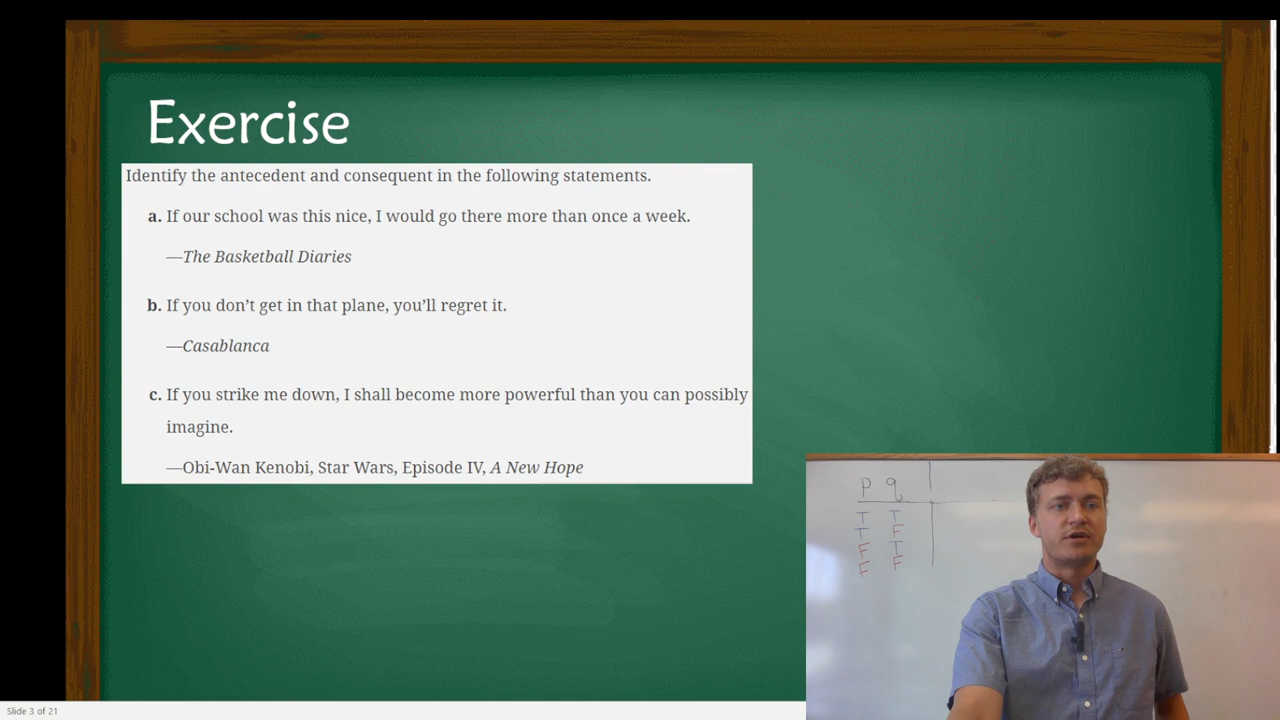 Exercise
Identify the antecedent and consequent in the following statements.
a. If our school was this nice, I would go there more than once a week.
—The Basketball Diaries
b. If you don’t get in that plane, you’ll regret it.
—Casablanca
c. If you strike me down, I shall become more powerful than you can possibly
imagine.
—Obi-Wan Kenobi, Star Wars, Episode IV, A New Hope
p q
T T
T F
F T
F F
Slide 3 of 21